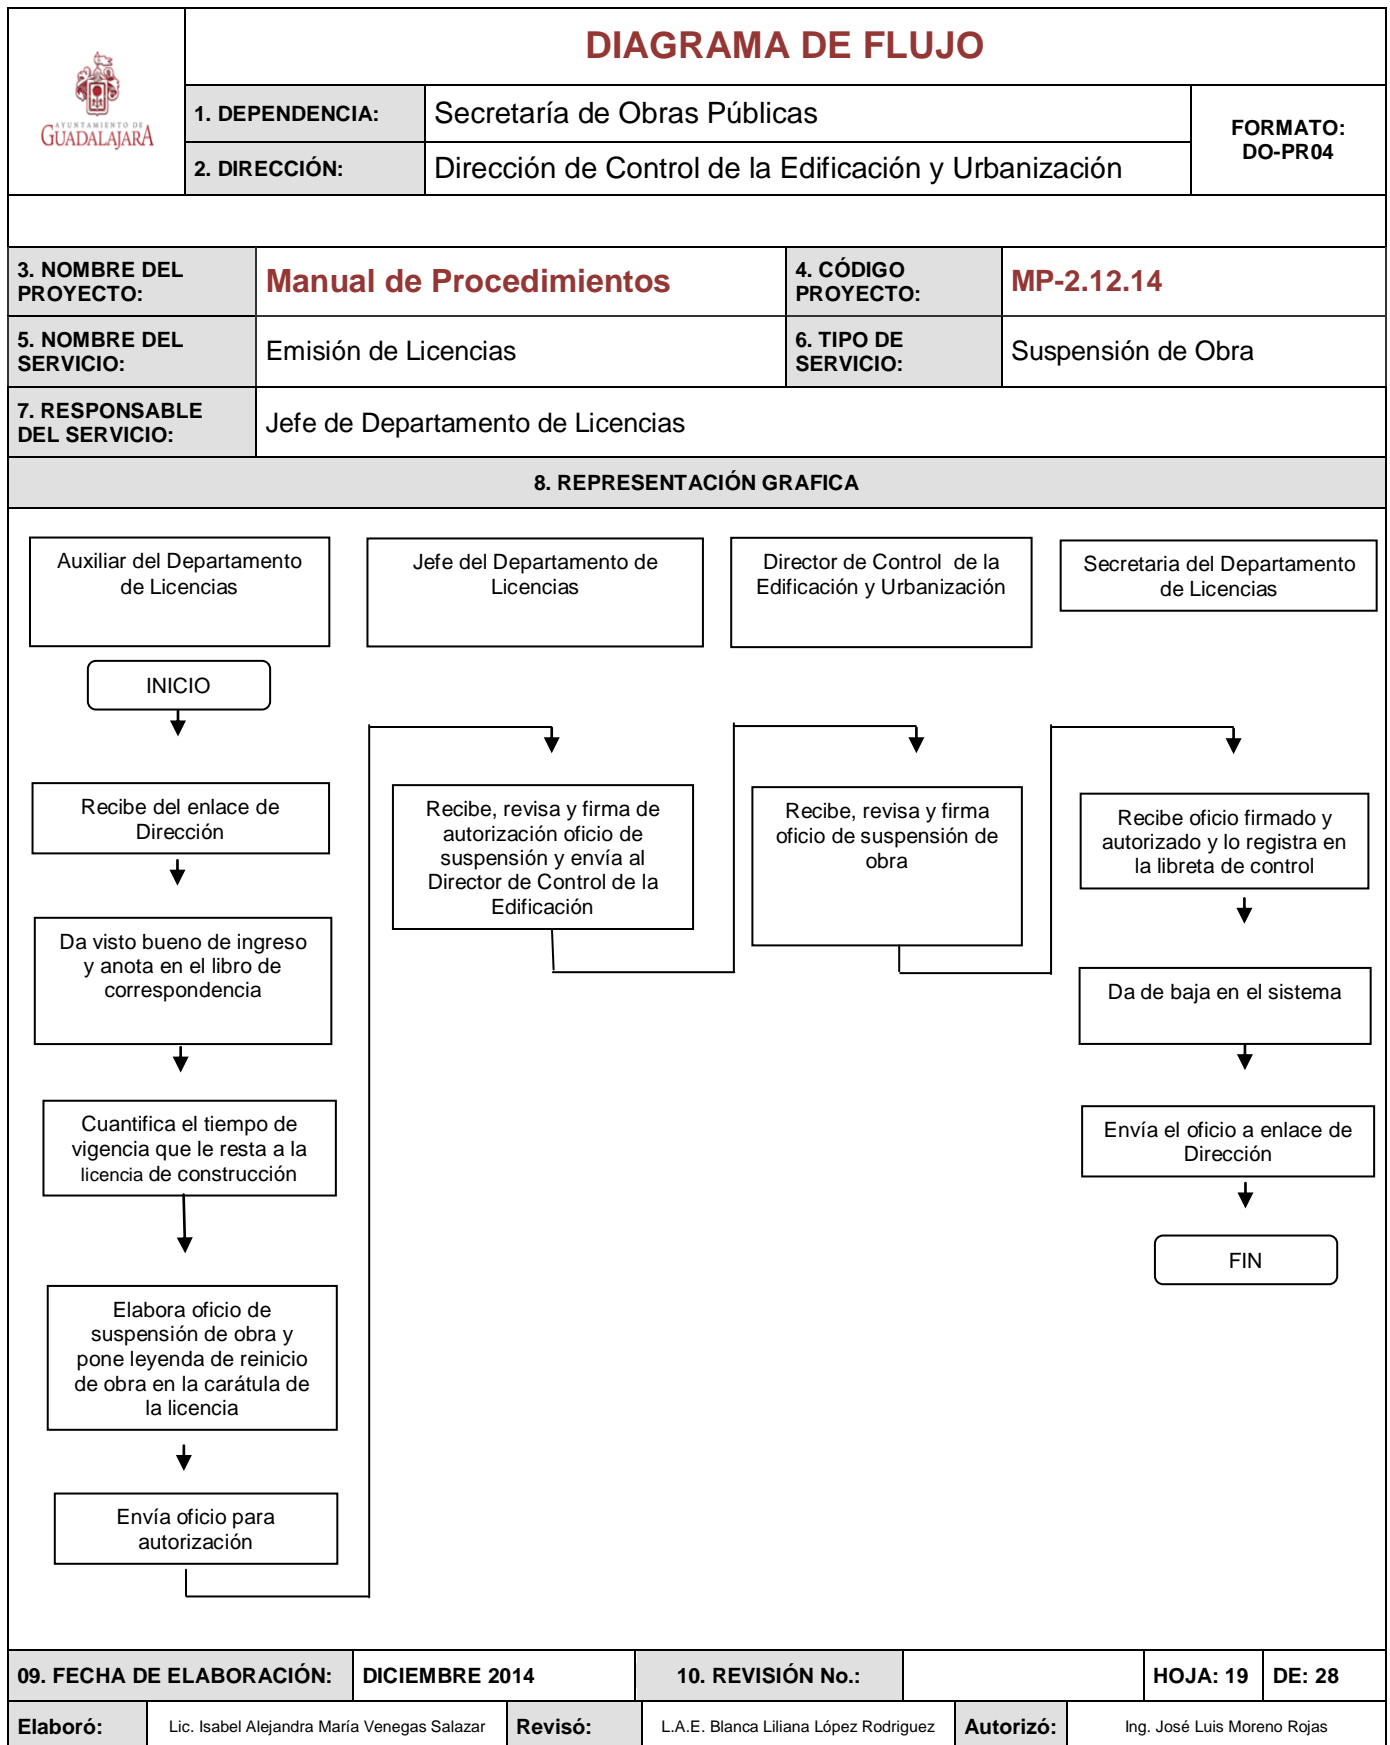 AYUNTAMIENTO DE
GUADALAJARA
DIAGRAMA DE FLUJO
1. DEPENDENCIA:
Secretaría de Obras Públicas
2. DIRECCIÓN:
Dirección de Control de la Edificación y Urbanización
FORMATO:
DO-PR04
3. NOMBRE DEL
PROYECTO:
Manual de Procedimientos
4. CÓDIGO
PROYECTO:
MP-2.12.14
5. NOMBRE DEL
SERVICIO:
Emisión de Licencias
6. TIPO DE
SERVICIO:
Suspensión de Obra
7. RESPONSABLE
DEL SERVICIO:
Jefe de Departamento de Licencias
8. REPRESENTACIÓN GRAFICA
Auxiliar del Departamento
de Licencias
Jefe del Departamento de
Licencias
Director de Control  de la
Edificación y Urbanización
Secretaria del Departamento
de Licencias
INICIO
Recibe del enlace de
Dirección
Da visto bueno de ingreso
y anota en el libro de
correspondencia
Cuantifica el tiempo de
vigencia que le resta a la
licencia de construcción
Elabora oficio de
suspensión de obra y
pone leyenda de reinicio
de obra en la carátula de
la licencia
Envía oficio para
autorización
Recibe, revisa y firma de
autorización oficio de
suspensión y envía al
Director de Control de la
Edificación
Recibe, revisa y firma
oficio de suspensión de
obra
Recibe oficio firmado y
autorizado y lo registra en
la libreta de control
Da de baja en el sistema
Envía el oficio a enlace de
Dirección
FIN
09. FECHA DE ELABORACIÓN:
DICIEMBRE 2014
10. REVISIÓN No.:
HOJA: 19
DE: 28
Elaboró:
Lic. Isabel Alejandra María Venegas Salazar
Revisó:
L.A.E. Blanca Liliana López Rodriguez
Autorizó:
Ing. José Luis Moreno Rojas